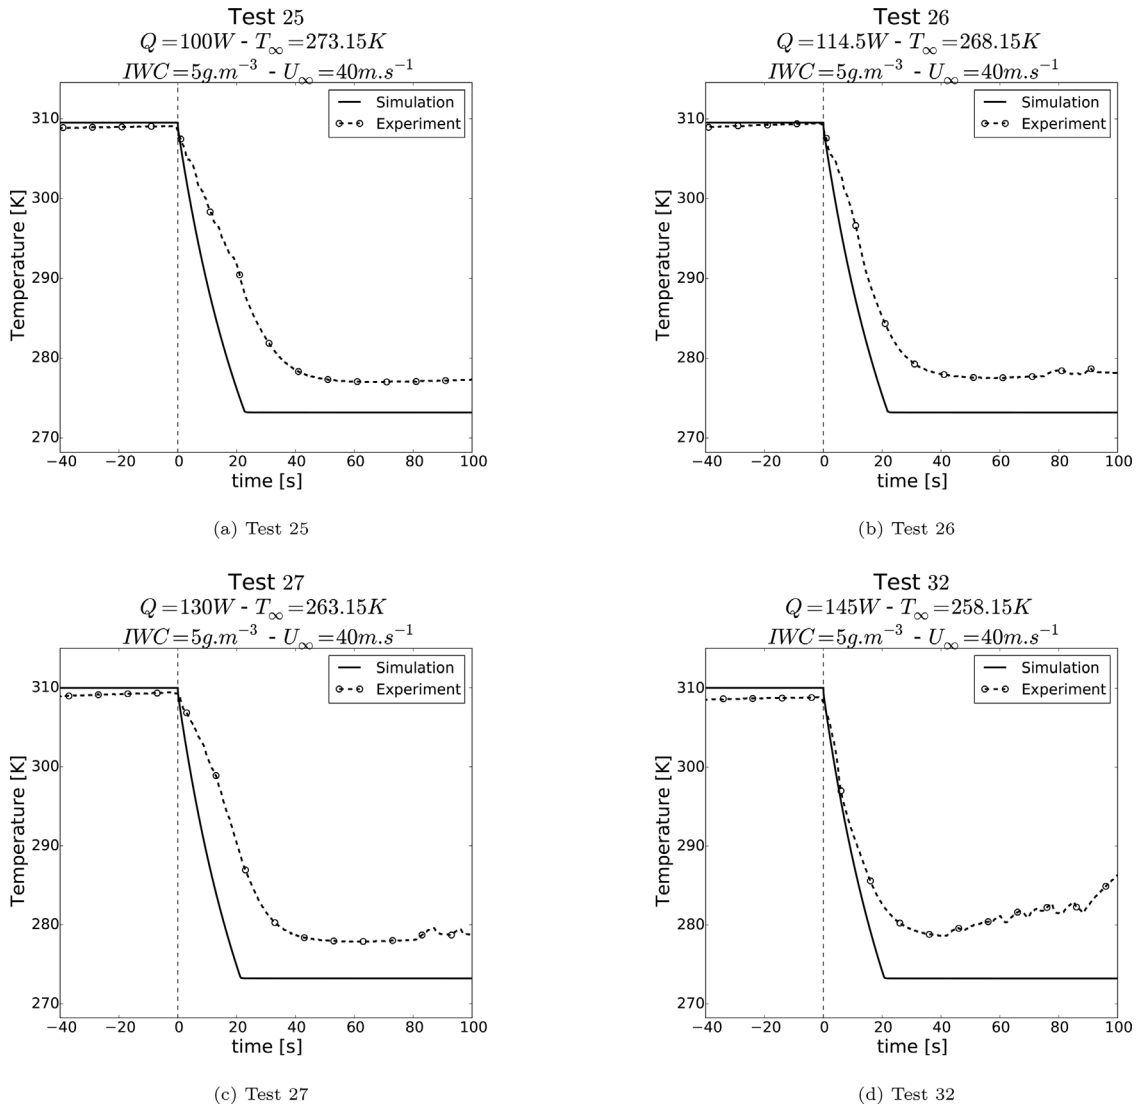 Test 25
Q=100W - T∞=273.15K
IWC=5g.m⁻³ - U∞=40m.s⁻¹
Simulation
Experiment
310
300
290
280
270
Temperature [K]
−40 −20 0 20 40 60 80 100
time [s]
(a) Test 25
Test 26
Q=114.5W - T∞=268.15K
IWC=5g.m⁻³ - U∞=40m.s⁻¹
Simulation
Experiment
310
300
290
280
270
Temperature [K]
−40 −20 0 20 40 60 80 100
time [s]
(b) Test 26
Test 27
Q=130W - T∞=263.15K
IWC=5g.m⁻³ - U∞=40m.s⁻¹
Simulation
Experiment
310
300
290
280
270
Temperature [K]
−40 −20 0 20 40 60 80 100
time [s]
(c) Test 27
Test 32
Q=145W - T∞=258.15K
IWC=5g.m⁻³ - U∞=40m.s⁻¹
Simulation
Experiment
310
300
290
280
270
Temperature [K]
−40 −20 0 20 40 60 80 100
time [s]
(d) Test 32